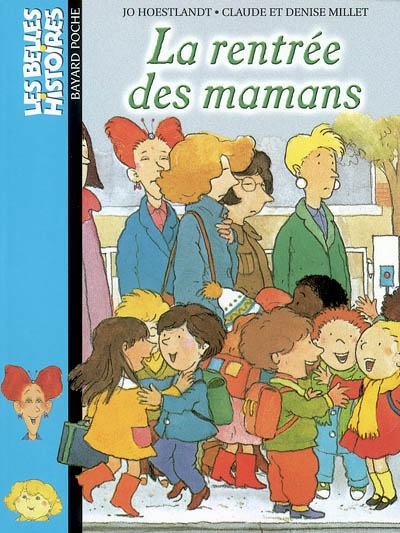 JO HOESTLANDT • CLAUDE ET DENISE MILLET
La rentrée
des mamans
LES BELLES
HISTOIRES
BAYARD POCHE